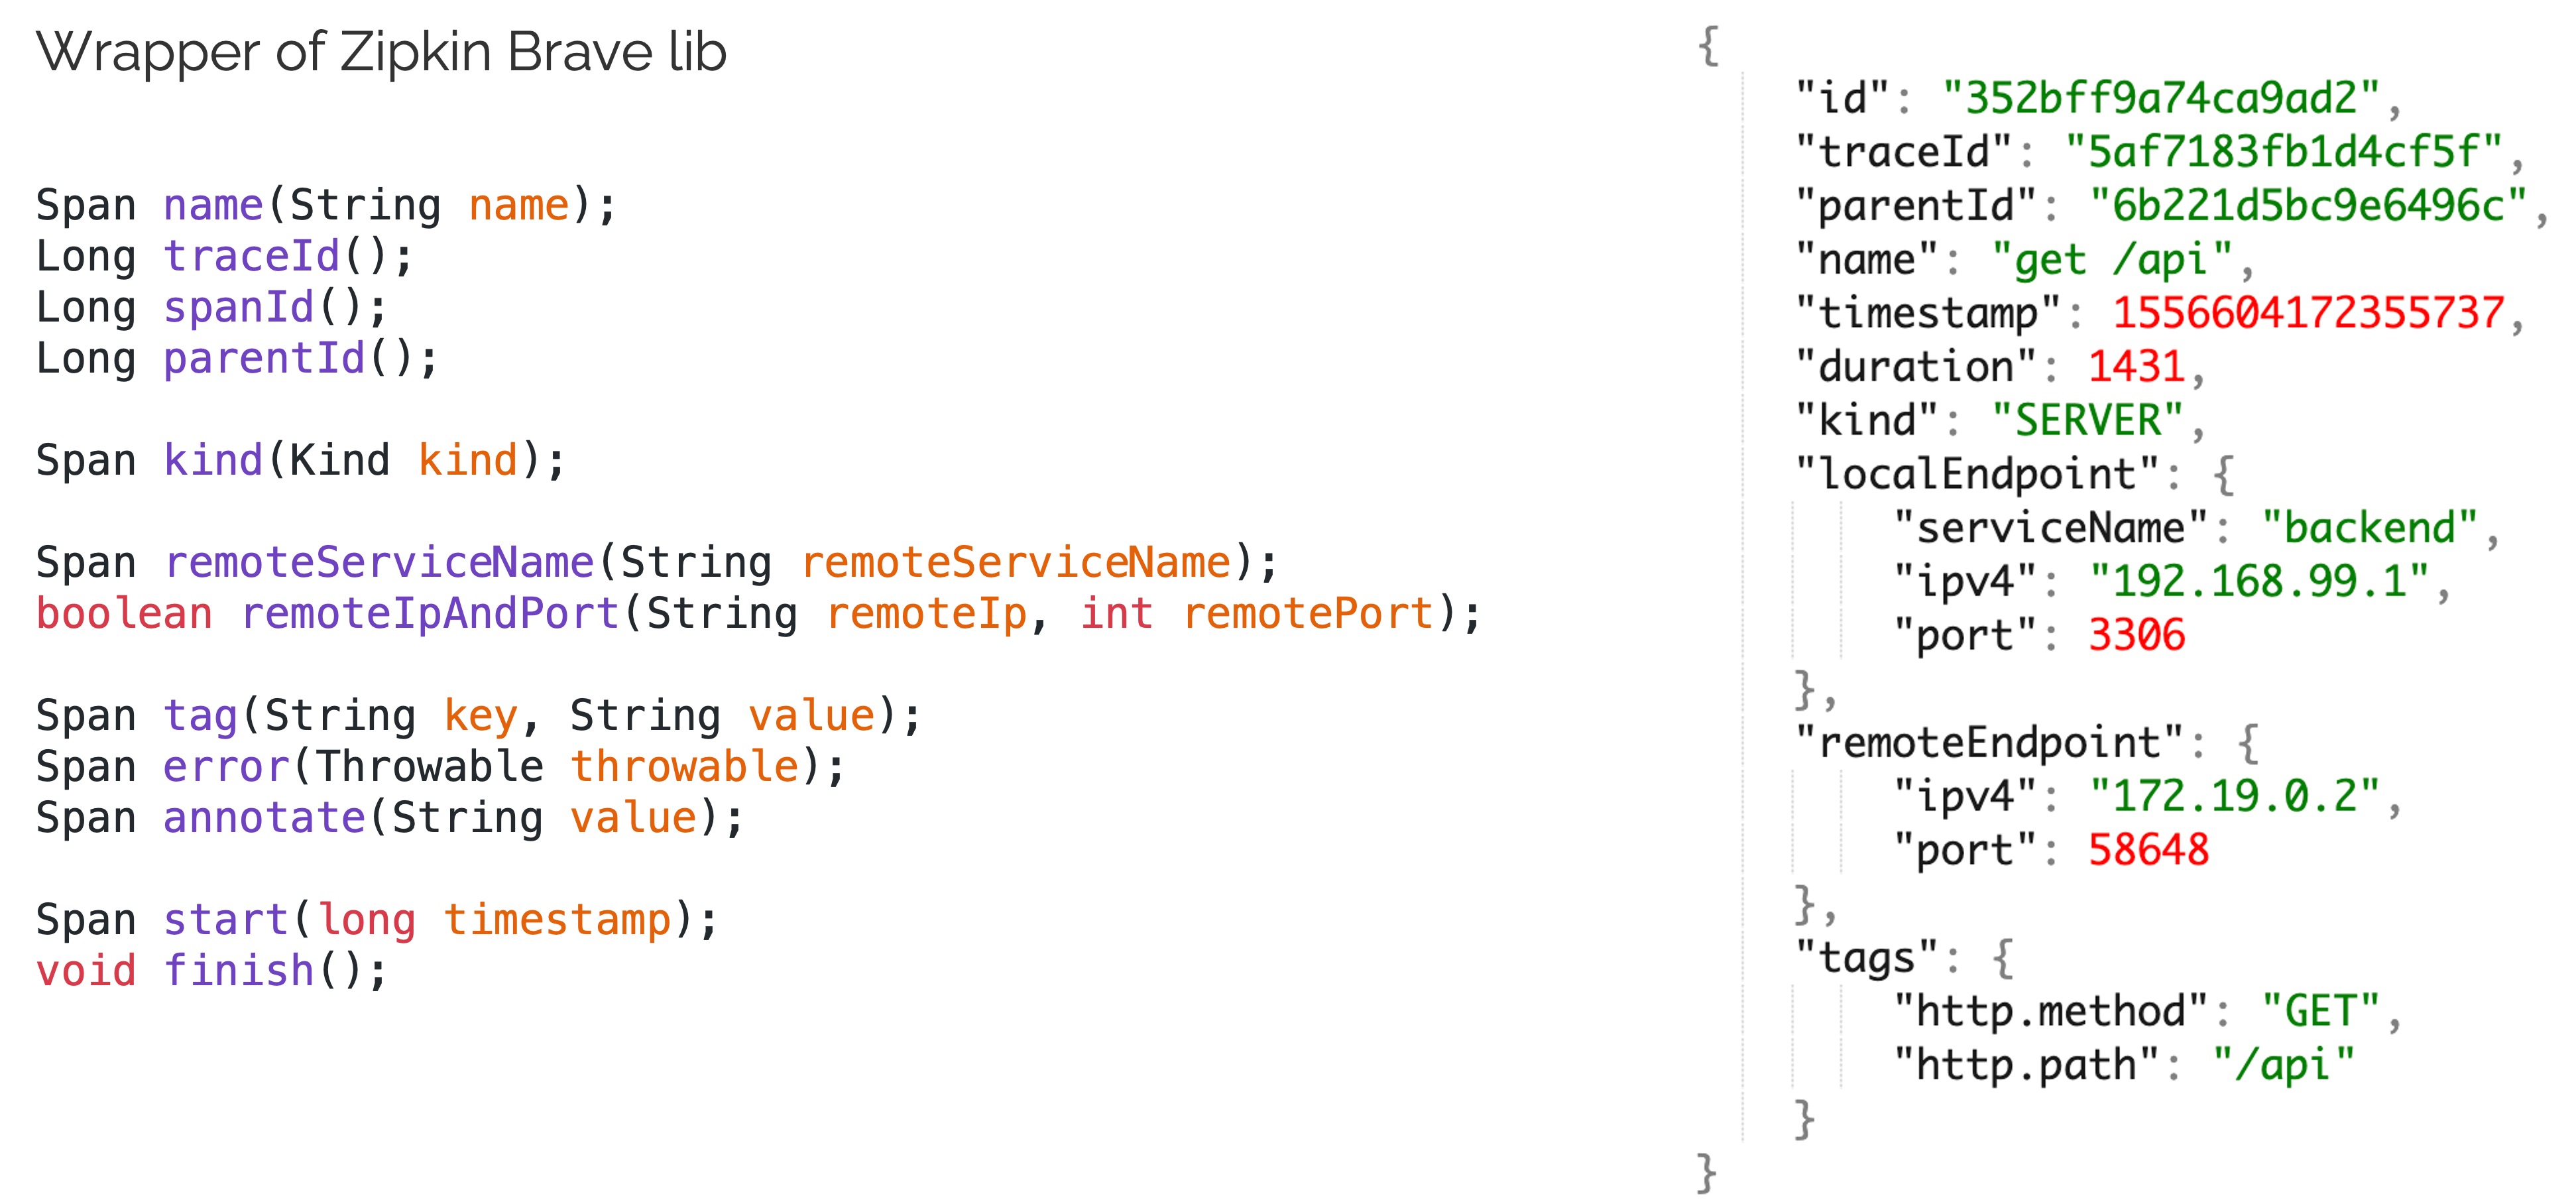 Wrapper of Zipkin Brave lib
Span name(String name);
Long traceId();
Long spanId();
Long parentId();
Span kind(Kind kind);
Span remoteServiceName(String remoteServiceName);
boolean remoteIpAndPort(String remoteIp, int remotePort);
Span tag(String key, String value);
Span error(Throwable throwable);
Span annotate(String value);
Span start(long timestamp);
void finish();
{
"id": "352bff9a74ca9ad2",
"traceId": "5af7183fb1d4cf5f",
"parentId": "6b221d5bc9e6496c",
"name": "get /api",
"timestamp": 1556604172355737,
"duration": 1431,
"kind": "SERVER",
"localEndpoint": {
"serviceName": "backend",
"ipv4": "192.168.99.1",
"port": 3306
},
"remoteEndpoint": {
"ipv4": "172.19.0.2",
"port": 58648
},
"tags": {
"http.method": "GET",
"http.path": "/api"
}
}